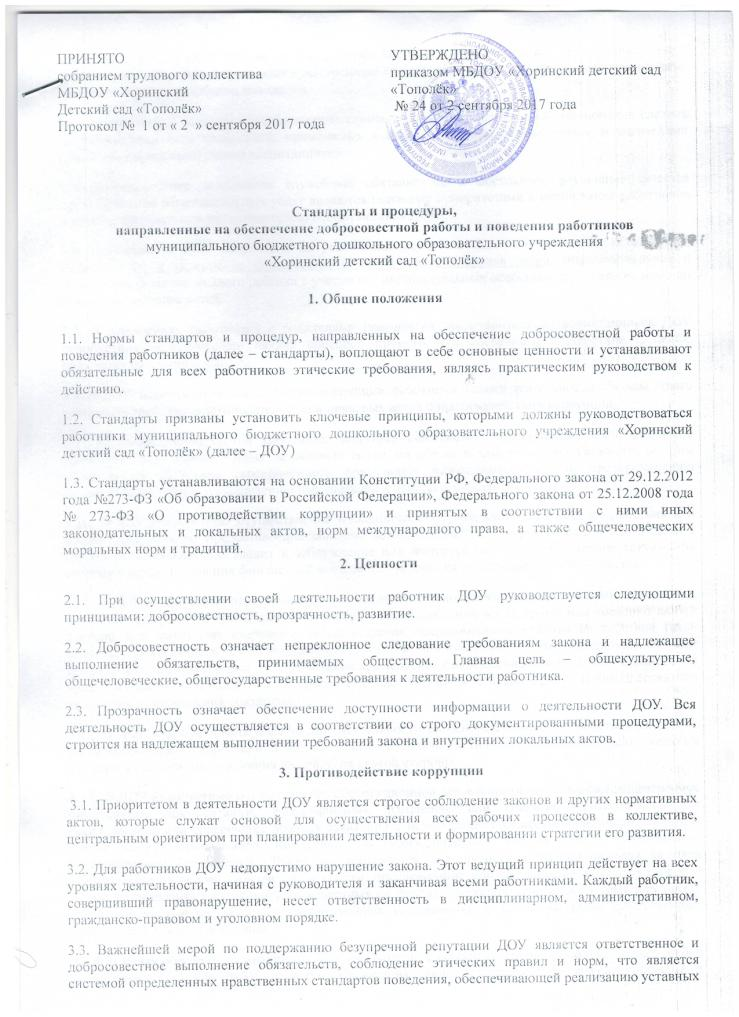 ПРИНЯТО
собранием трудового коллектива
МБДОУ «Хоринский
Детский сад «Тополёк»
Протокол № 1 от « 2 » сентября 2017 года
УТВЕРЖДЕНО
приказом МБДОУ «Хоринский детский сад
«Тополёк»
№ 24 от 2 сентября 2017 года
Стандарты и процедуры,
направленные на обеспечение добросовестной работы и поведения работников
муниципального бюджетного дошкольного образовательного учреждения
«Хоринский детский сад «Тополёк»
1. Общие положения
1.1. Нормы стандартов и процедур, направленных на обеспечение добросовестной работы и
поведения работников (далее – стандарты), воплощают в себе основные ценности и устанавливают
обязательные для всех работников этические требования, являясь практическим руководством к
действию.
1.2. Стандарты призваны установить ключевые принципы, которыми должны руководствоваться
работники муниципального бюджетного дошкольного образовательного учреждения «Хоринский
детский сад «Тополёк» (далее – ДОУ)
1.3. Стандарты устанавливаются на основании Конституции РФ, Федерального закона от 29.12.2012
года №273-ФЗ «Об образовании в Российской Федерации», Федерального закона от 25.12.2008 года
№ 273-ФЗ «О противодействии коррупции» и принятых в соответствии с ними иных
законодательных и локальных актов, норм международного права, а также общечеловеческих
моральных норм и традиций.
2. Ценности
2.1. При осуществлении своей деятельности работник ДОУ руководствуется следующими
принципами: добросовестность, прозрачность, развитие.
2.2. Добросовестность означает непреклонное следование требованиям закона и надлежащее
выполнение обязательств, принимаемых обществом. Главная цель – общекультурные,
общечеловеческие, общегосударственные требования к деятельности работника.
2.3. Прозрачность означает обеспечение доступности информации о деятельности ДОУ. Вся
деятельность ДОУ осуществляется в соответствии со строго документированными процедурами,
строится на надлежащем выполнении требований закона и внутренних локальных актов.
3. Противодействие коррупции
3.1. Приоритетом в деятельности ДОУ является строгое соблюдение законов и других нормативных
актов, которые служат основой для осуществления всех рабочих процессов в коллективе,
центральным ориентиром при планировании деятельности и формировании стратегии его развития.
3.2. Для работников ДОУ недопустимо нарушение закона. Этот ведущий принцип действует на всех
уровнях деятельности, начиная с руководителя и заканчивая всеми работниками. Каждый работник,
совершивший правонарушение, несет ответственность в дисциплинарном, административном,
гражданско-правовом и уголовном порядке.
3.3. Важнейшей мерой по поддержанию безупречной репутации ДОУ является ответственное и
добросовестное выполнение обязательств, соблюдение этических правил и норм, что является
системой определенных нравственных стандартов поведения, обеспечивающей реализацию уставных